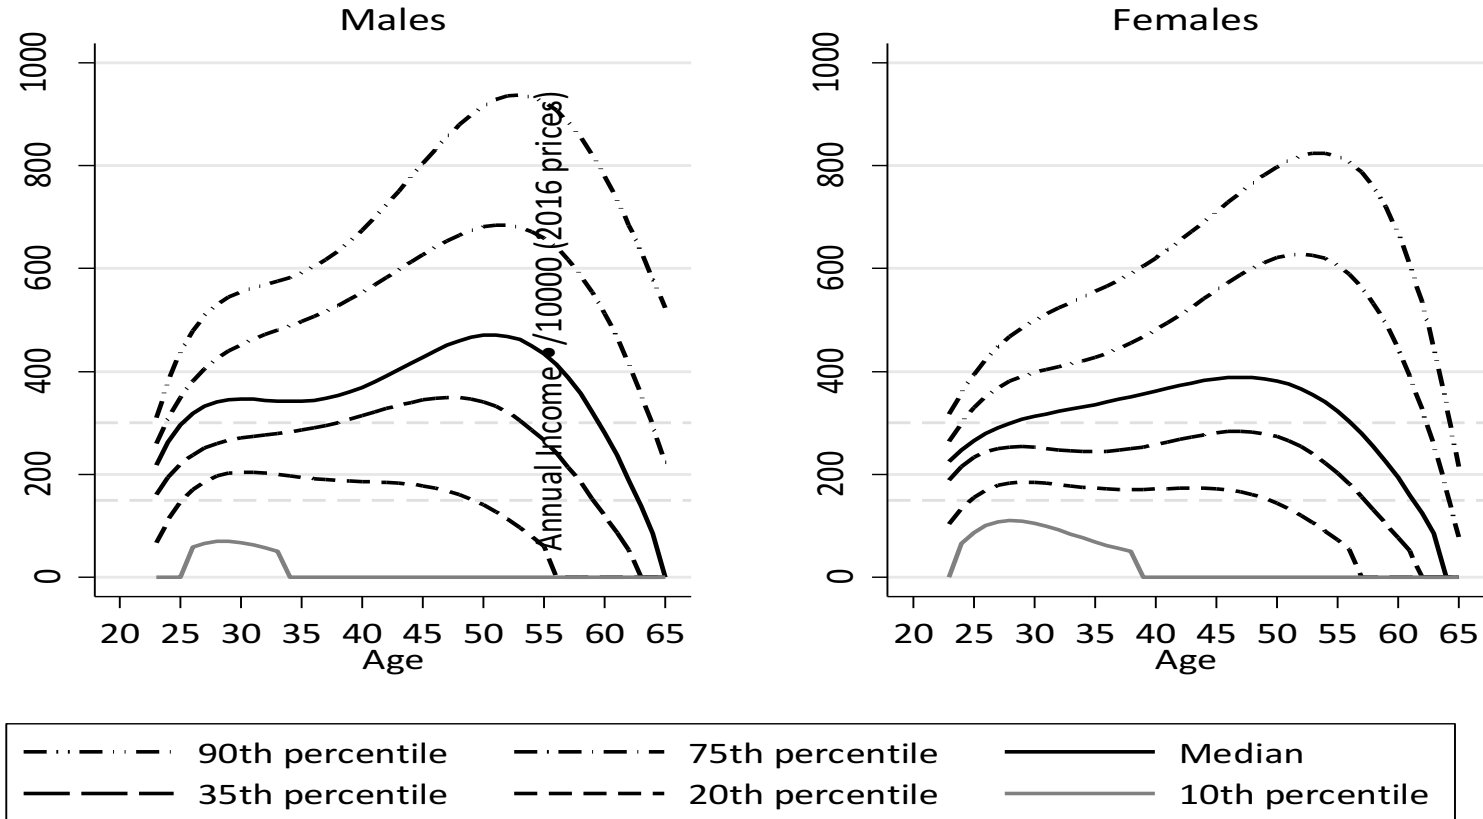 Males
1000
800
600
400
200
0
20 25 30 35 40 45 50 55 60 65
Age
Annual Income •/10000 (2016 prices)
Females
1000
800
600
400
200
0
20 25 30 35 40 45 50 55 60 65
Age
90th percentile 75th percentile Median
35th percentile 20th percentile 10th percentile